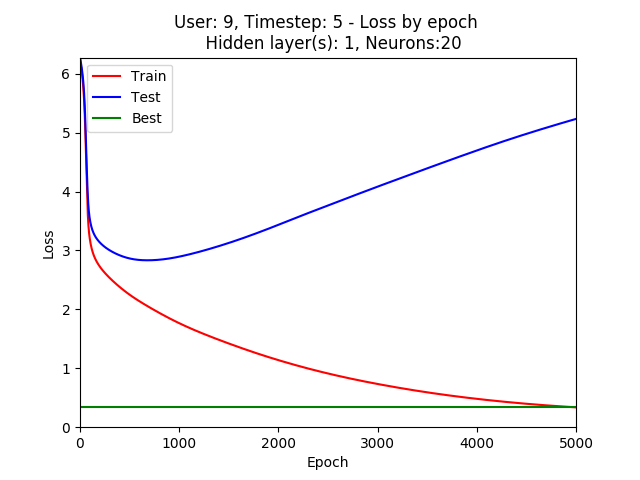 User: 9, Timestep: 5 - Loss by epoch
Hidden layer(s): 1, Neurons:20
Train
Test
Best
6
5
4
3
2
1
0
Loss
0 1000 2000 3000 4000 5000
Epoch